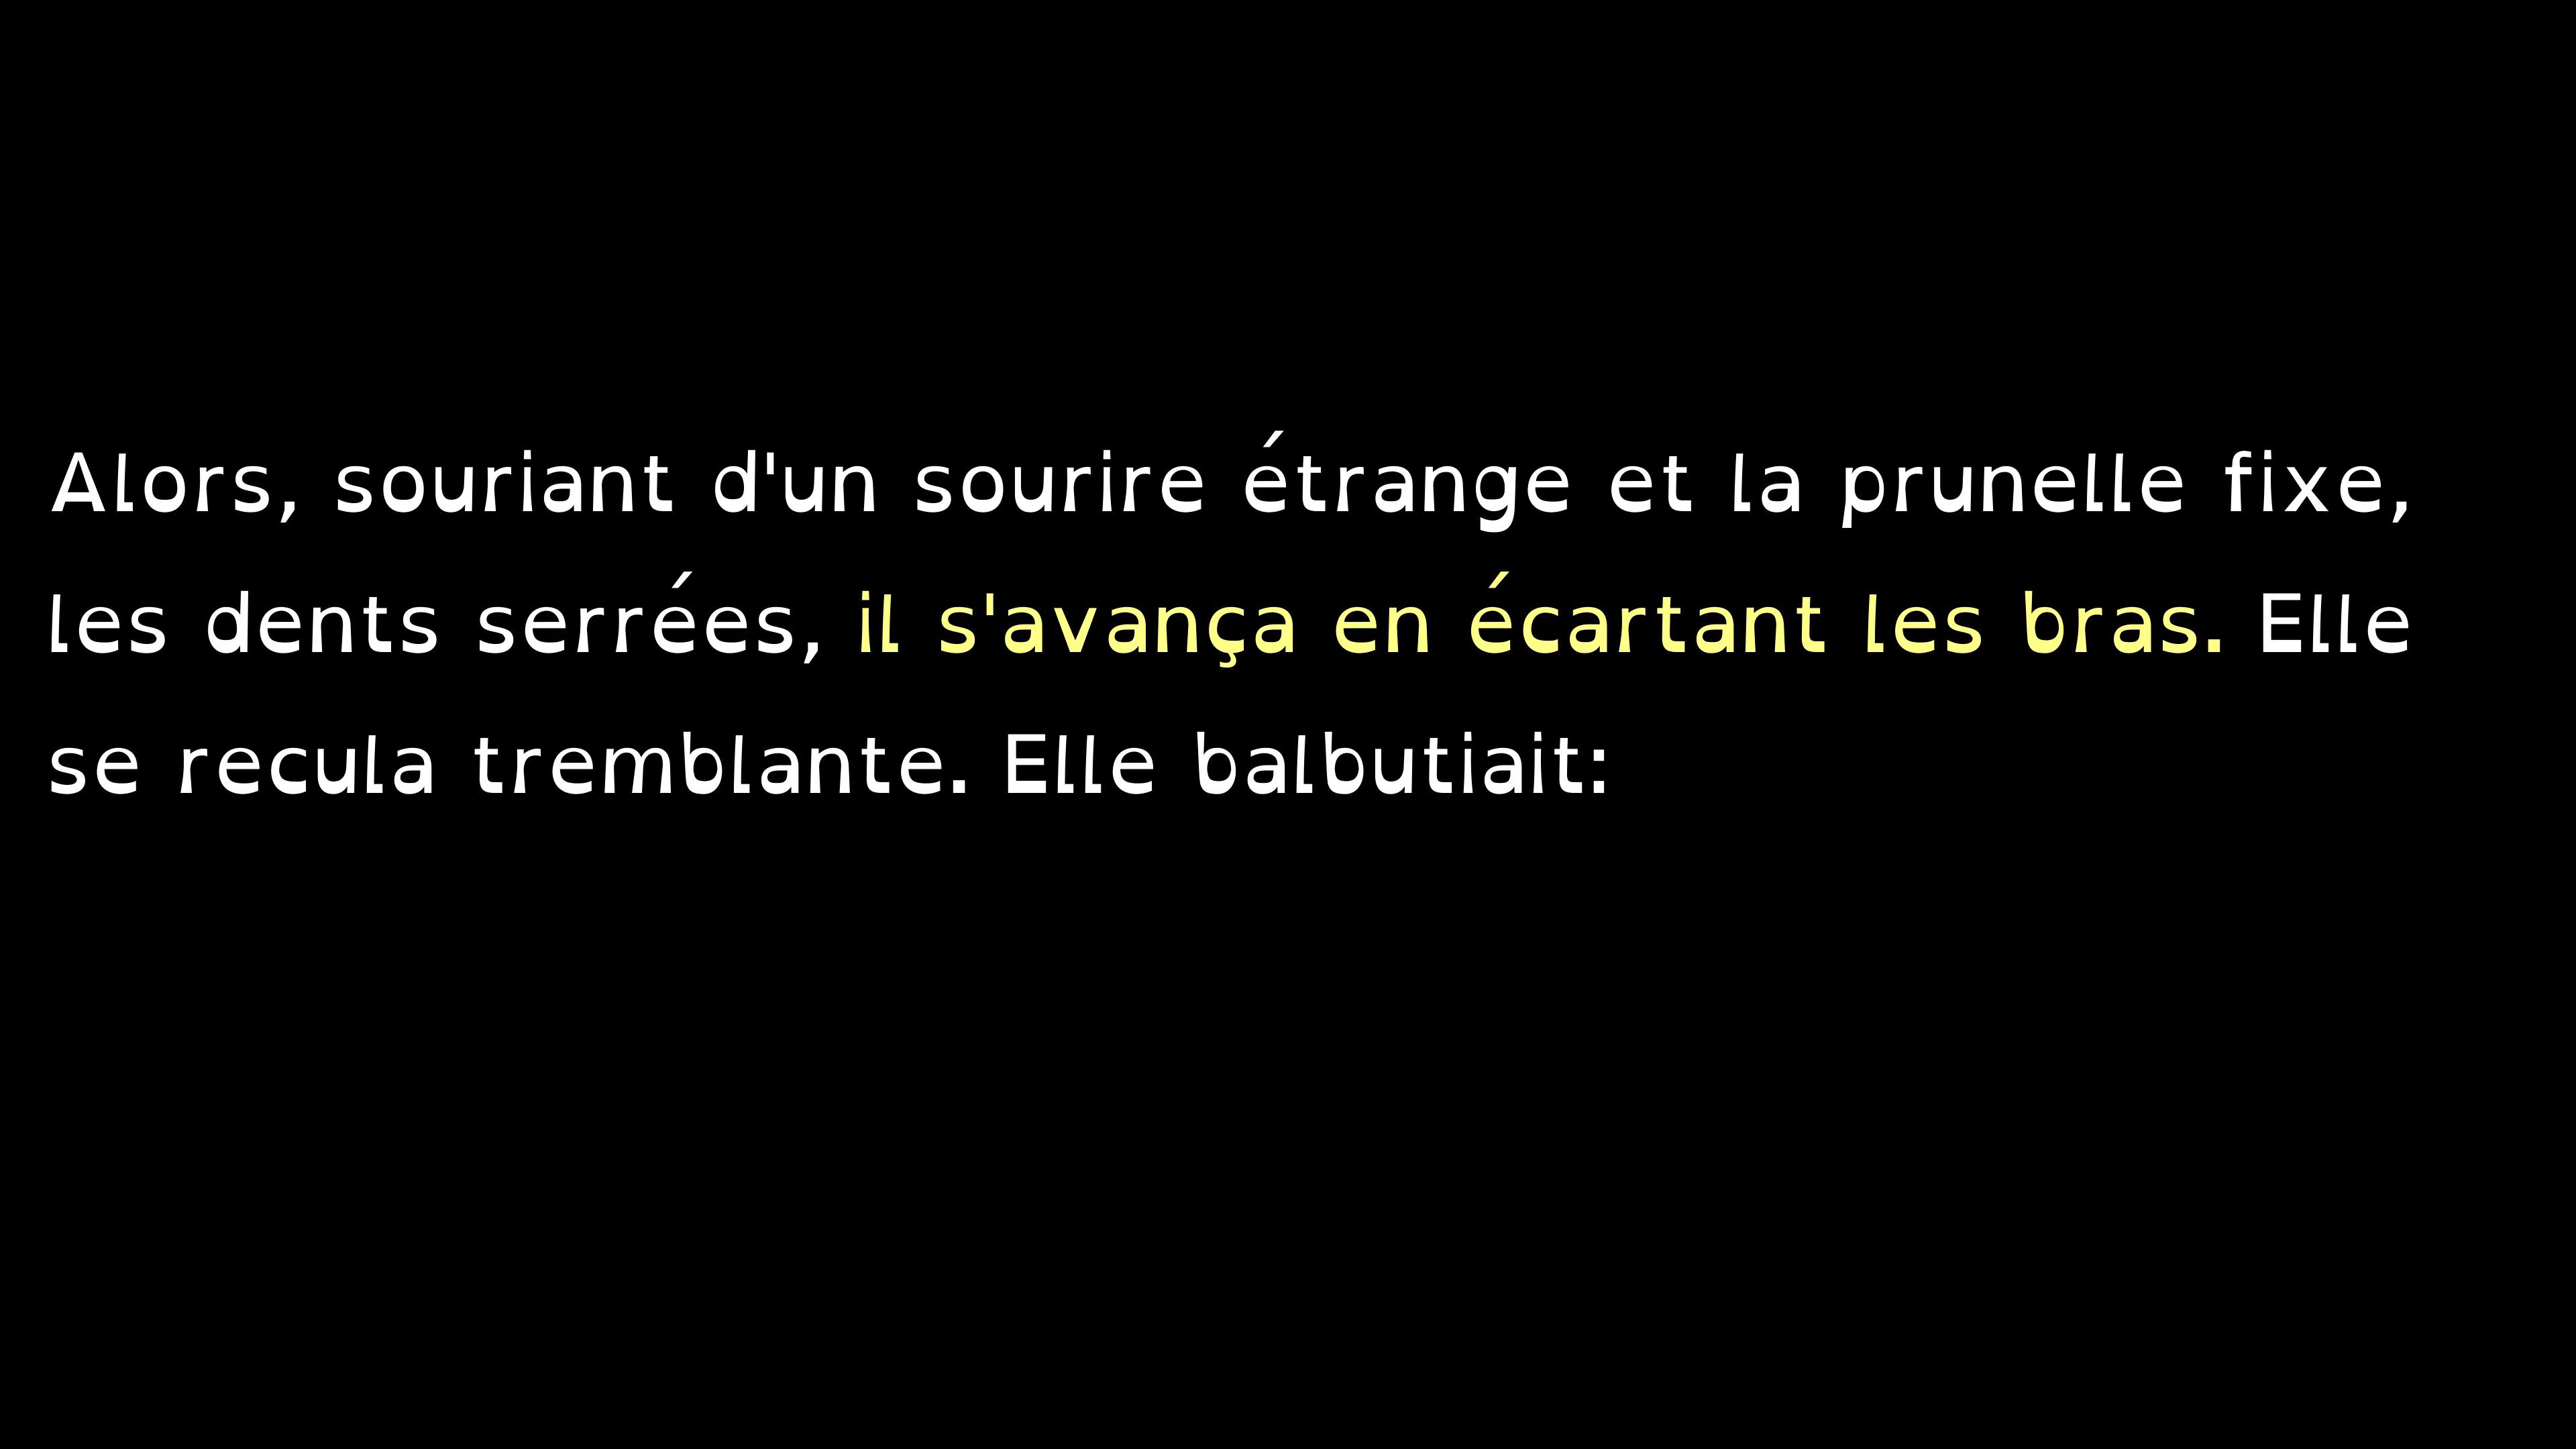 Alors, souriant d'un sourire étrange et la prunelle fixe,
les dents serrées, il s'avança en écartant les bras. Elle
se recula tremblante. Elle balbutiait: